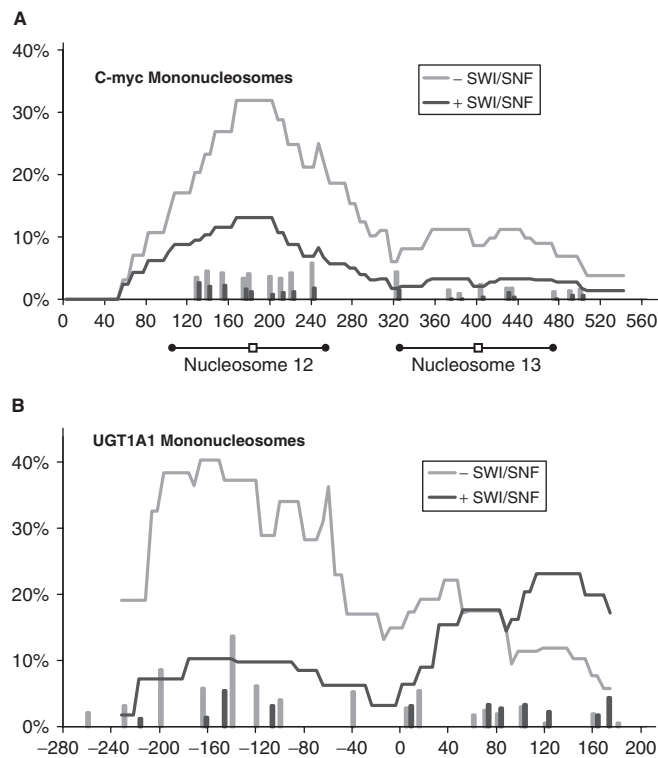 A
40%
C-myc Mononucleosomes
– SWI/SNF
+ SWI/SNF
30%
20%
10%
0%
0 40 80 120 160 200 240 280 320 360 400 440 480 520 560
Nucleosome 12 Nucleosome 13
B
UGT1A1 Mononucleosomes
40%
– SWI/SNF
+ SWI/SNF
30%
20%
10%
0%
−280 −240 −200 −160 −120 −80 −40 0 40 80 120 160 200